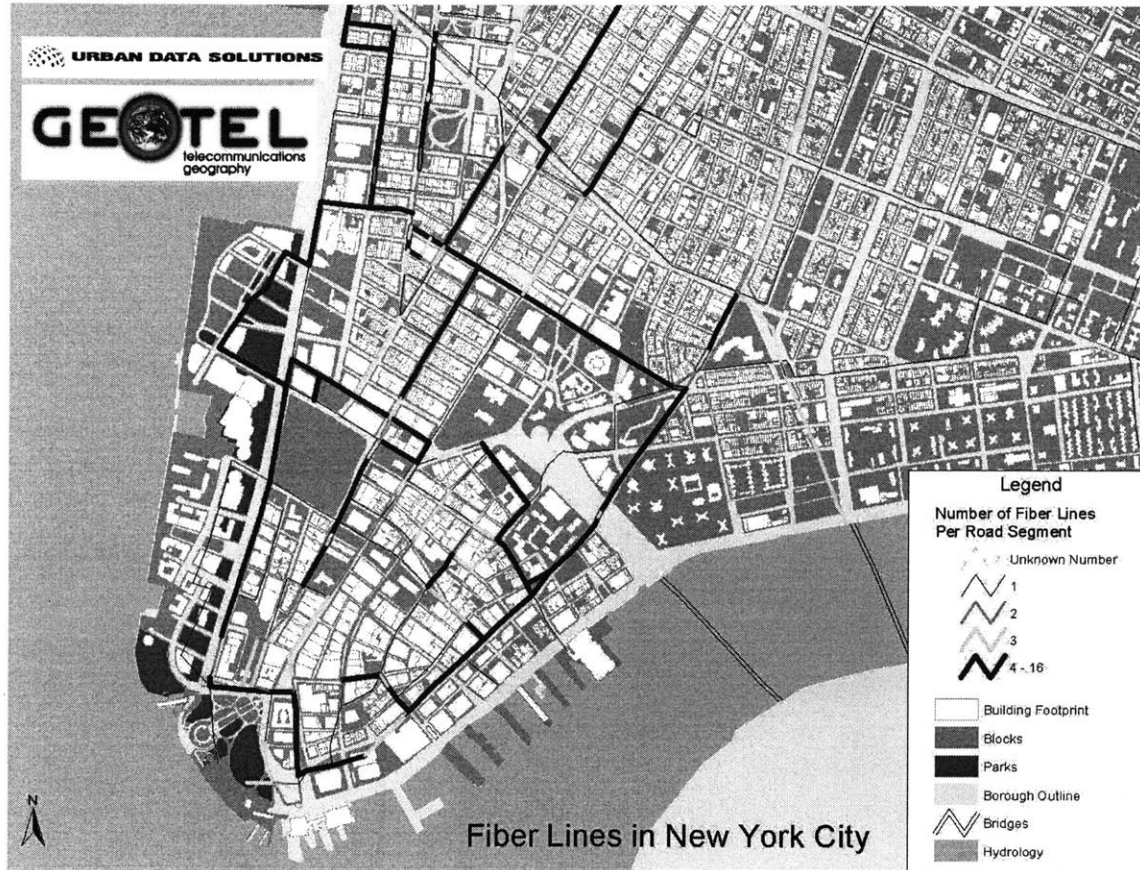 URBAN DATA SOLUTIONS
GEOTEL
telecommunications
geography
Legend
Number of Fiber Lines
Per Road Segment
Unknown Number
1
2
3
4 - 16
Building Footprint
Blocks
Parks
Borough Outline
Bridges
Hydrology
N
Fiber Lines in New York City